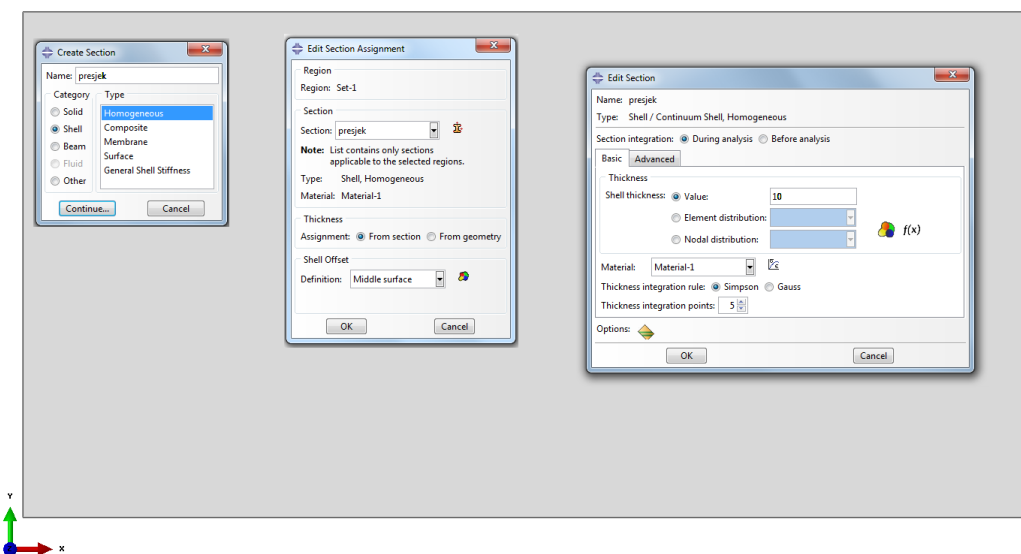 Create Section
Name: presjek
Category
Type
Solid
Shell
Beam
Fluid
Other
Homogeneous
Composite
Membrane
Surface
General Shell Stiffness
Continue...
Cancel
Edit Section Assignment
Region
Region: Set-1
Section
Section: presjek
Note: List contains only sections
applicable to the selected regions.
Type: Shell, Homogeneous
Material: Material-1
Thickness
Assignment: From section From geometry
Shell Offset
Definition: Middle surface
OK
Cancel
Edit Section
Name: presjek
Type: Shell / Continuum Shell, Homogeneous
Section integration: During analysis Before analysis
Basic Advanced
Thickness
Shell thickness: Value: 10
Element distribution:
Nodal distribution:
f(x)
Material: Material-1
Thickness integration rule: Simpson Gauss
Thickness integration points: 5
Options:
OK
Cancel
Y
Z
X